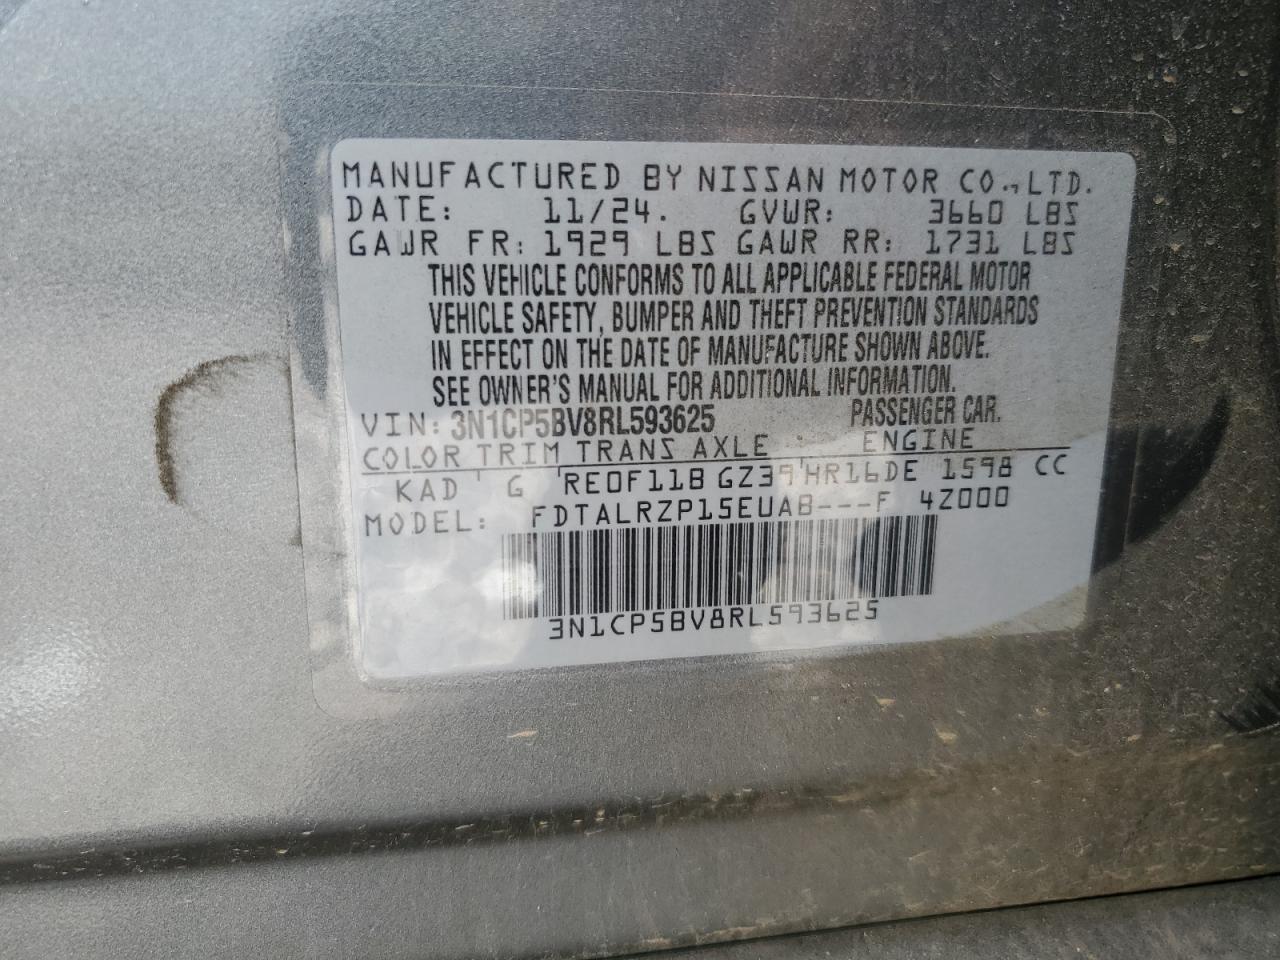 MANUFACTURED BY NISSAN MOTOR CO.,LTD.
DATE: 11/24. GVWR: 3660 LBS
GAWR FR: 1929 LBS GAWR RR: 1731 LBS
THIS VEHICLE CONFORMS TO ALL APPLICABLE FEDERAL MOTOR
VEHICLE SAFETY, BUMPER AND THEFT PREVENTION STANDARDS
IN EFFECT ON THE DATE OF MANUFACTURE SHOWN ABOVE.
SEE OWNER'S MANUAL FOR ADDITIONAL INFORMATION.
VIN: 3N1CP5BV8RL593625 PASSENGER CAR.
COLOR TRIM TRANS AXLE ENGINE
KAD G RE0F11B GZ39 HR16DE 1598 CC
MODEL: FDTALRZP15EUAB---F 4Z000
3N1CP5BV8RL593625